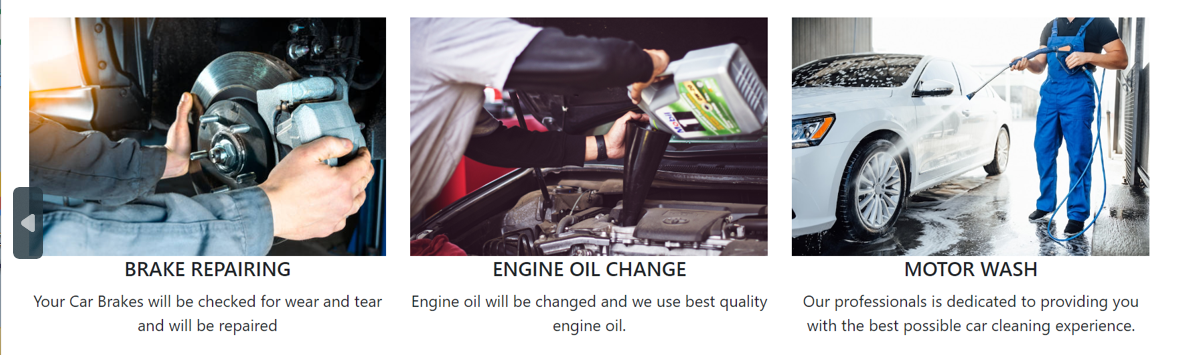 BRAKE REPAIRING
Your Car Brakes will be checked for wear and tear
and will be repaired
ENGINE OIL CHANGE
Engine oil will be changed and we use best quality
engine oil.
MOTOR WASH
Our professionals is dedicated to providing you
with the best possible car cleaning experience.